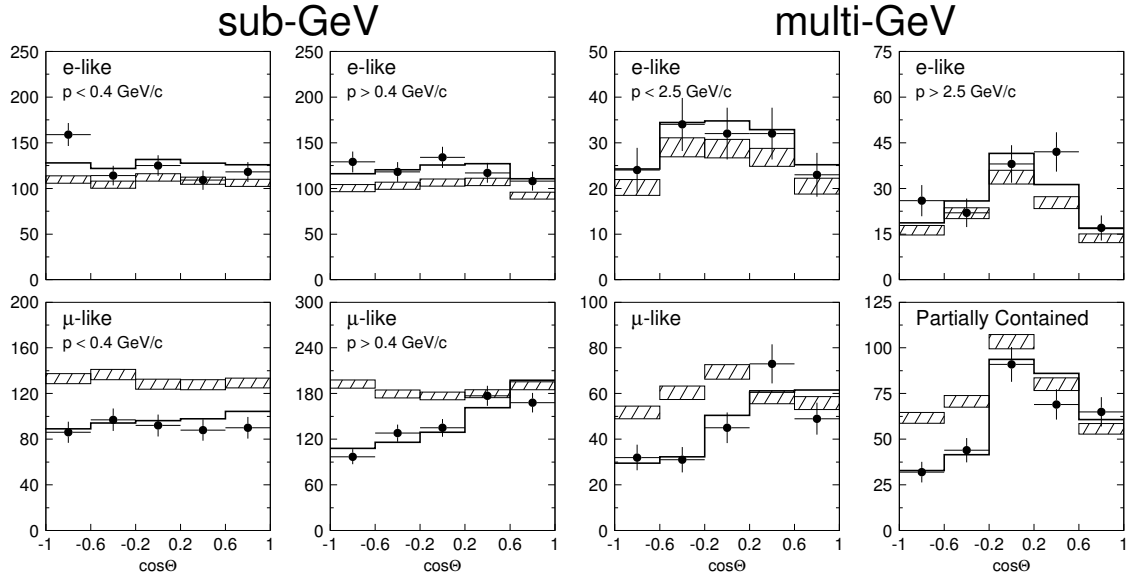 sub-GeV
multi-GeV
e-like
p < 0.4 GeV/c
250
200
150
100
50
0
e-like
p > 0.4 GeV/c
250
200
150
100
50
0
e-like
p < 2.5 GeV/c
50
40
30
20
10
0
e-like
p > 2.5 GeV/c
75
60
45
30
15
0
μ-like
p < 0.4 GeV/c
200
160
120
80
40
0
-1 -0.6 -0.2 0.2 0.6 1
cosΘ
μ-like
p > 0.4 GeV/c
300
240
180
120
60
0
-1 -0.6 -0.2 0.2 0.6 1
cosΘ
μ-like
100
80
60
40
20
0
-1 -0.6 -0.2 0.2 0.6 1
cosΘ
Partially Contained
125
100
75
50
25
0
-1 -0.6 -0.2 0.2 0.6 1
cosΘ